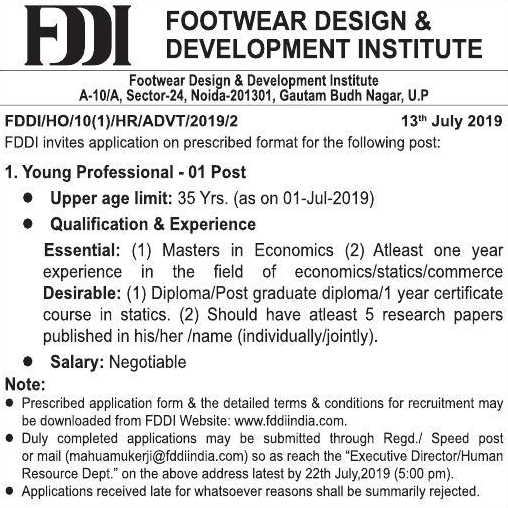 FDDI
FOOTWEAR DESIGN &
DEVELOPMENT INSTITUTE
Footwear Design & Development Institute
A-10/A, Sector-24, Noida-201301, Gautam Budh Nagar, U.P
FDDI/HO/10(1)/HR/ADVT/2019/2 13th July 2019
FDDI invites application on prescribed format for the following post:
1. Young Professional - 01 Post
● Upper age limit: 35 Yrs. (as on 01-Jul-2019)
● Qualification & Experience
Essential: (1) Masters in Economics (2) Atleast one year
experience in the field of economics/statics/commerce
Desirable: (1) Diploma/Post graduate diploma/1 year certificate
course in statics. (2) Should have atleast 5 research papers
published in his/her /name (individually/jointly).
● Salary: Negotiable
Note:
● Prescribed application form & the detailed terms & conditions for recruitment may
be downloaded from FDDI Website: www.fddiindia.com.
● Duly completed applications may be submitted through Regd./ Speed post
or mail (mahuamukerji@fddiindia.com) so as reach the “Executive Director/Human
Resource Dept.” on the above address latest by 22th July,2019 (5:00 pm).
● Applications received late for whatsoever reasons shall be summarily rejected.